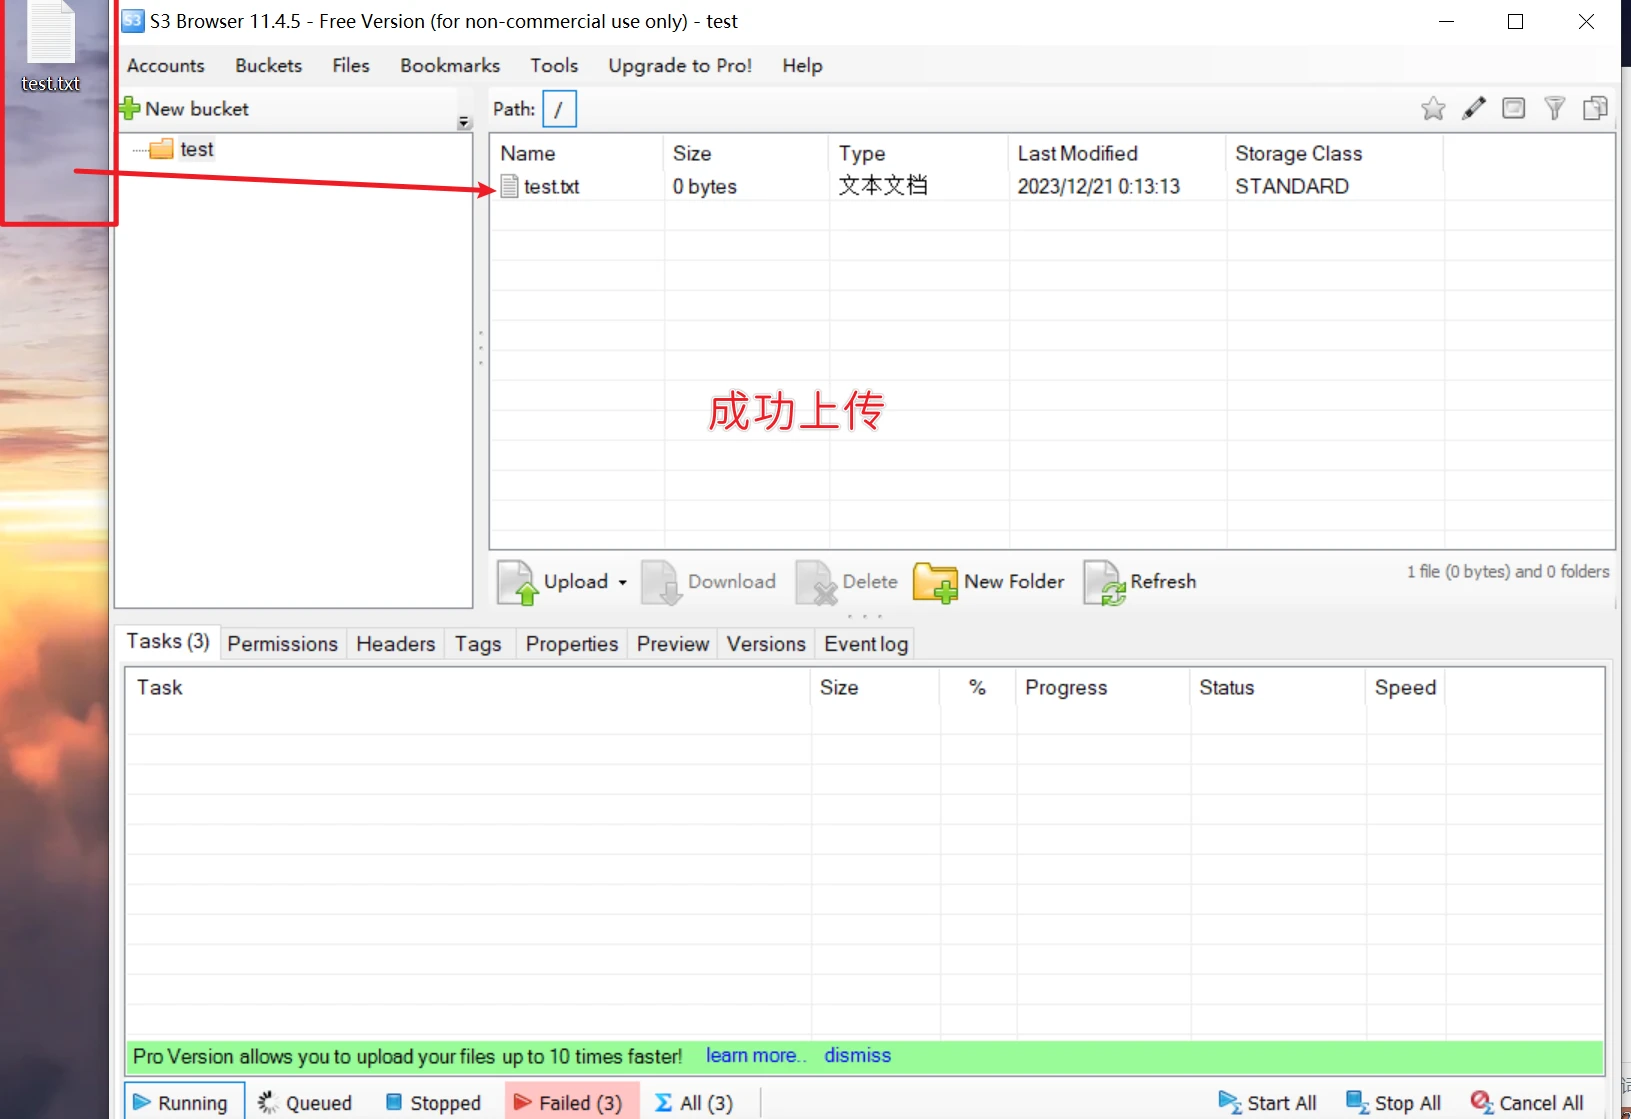 test.txt
S3 Browser 11.4.5 - Free Version (for non-commercial use only) - test
Accounts Buckets Files Bookmarks Tools Upgrade to Pro! Help
New bucket
Path: /
test
Name Size Type Last Modified Storage Class
test.txt 0 bytes 文本文档 2023/12/21 0:13:13 STANDARD
成功上传
Upload Download Delete New Folder Refresh 1 file (0 bytes) and 0 folders
Tasks (3) Permissions Headers Tags Properties Preview Versions Event log
Task Size % Progress Status Speed
Pro Version allows you to upload your files up to 10 times faster! learn more.. dismiss
Running Queued Stopped Failed (3) All (3) Start All Stop All Cancel All